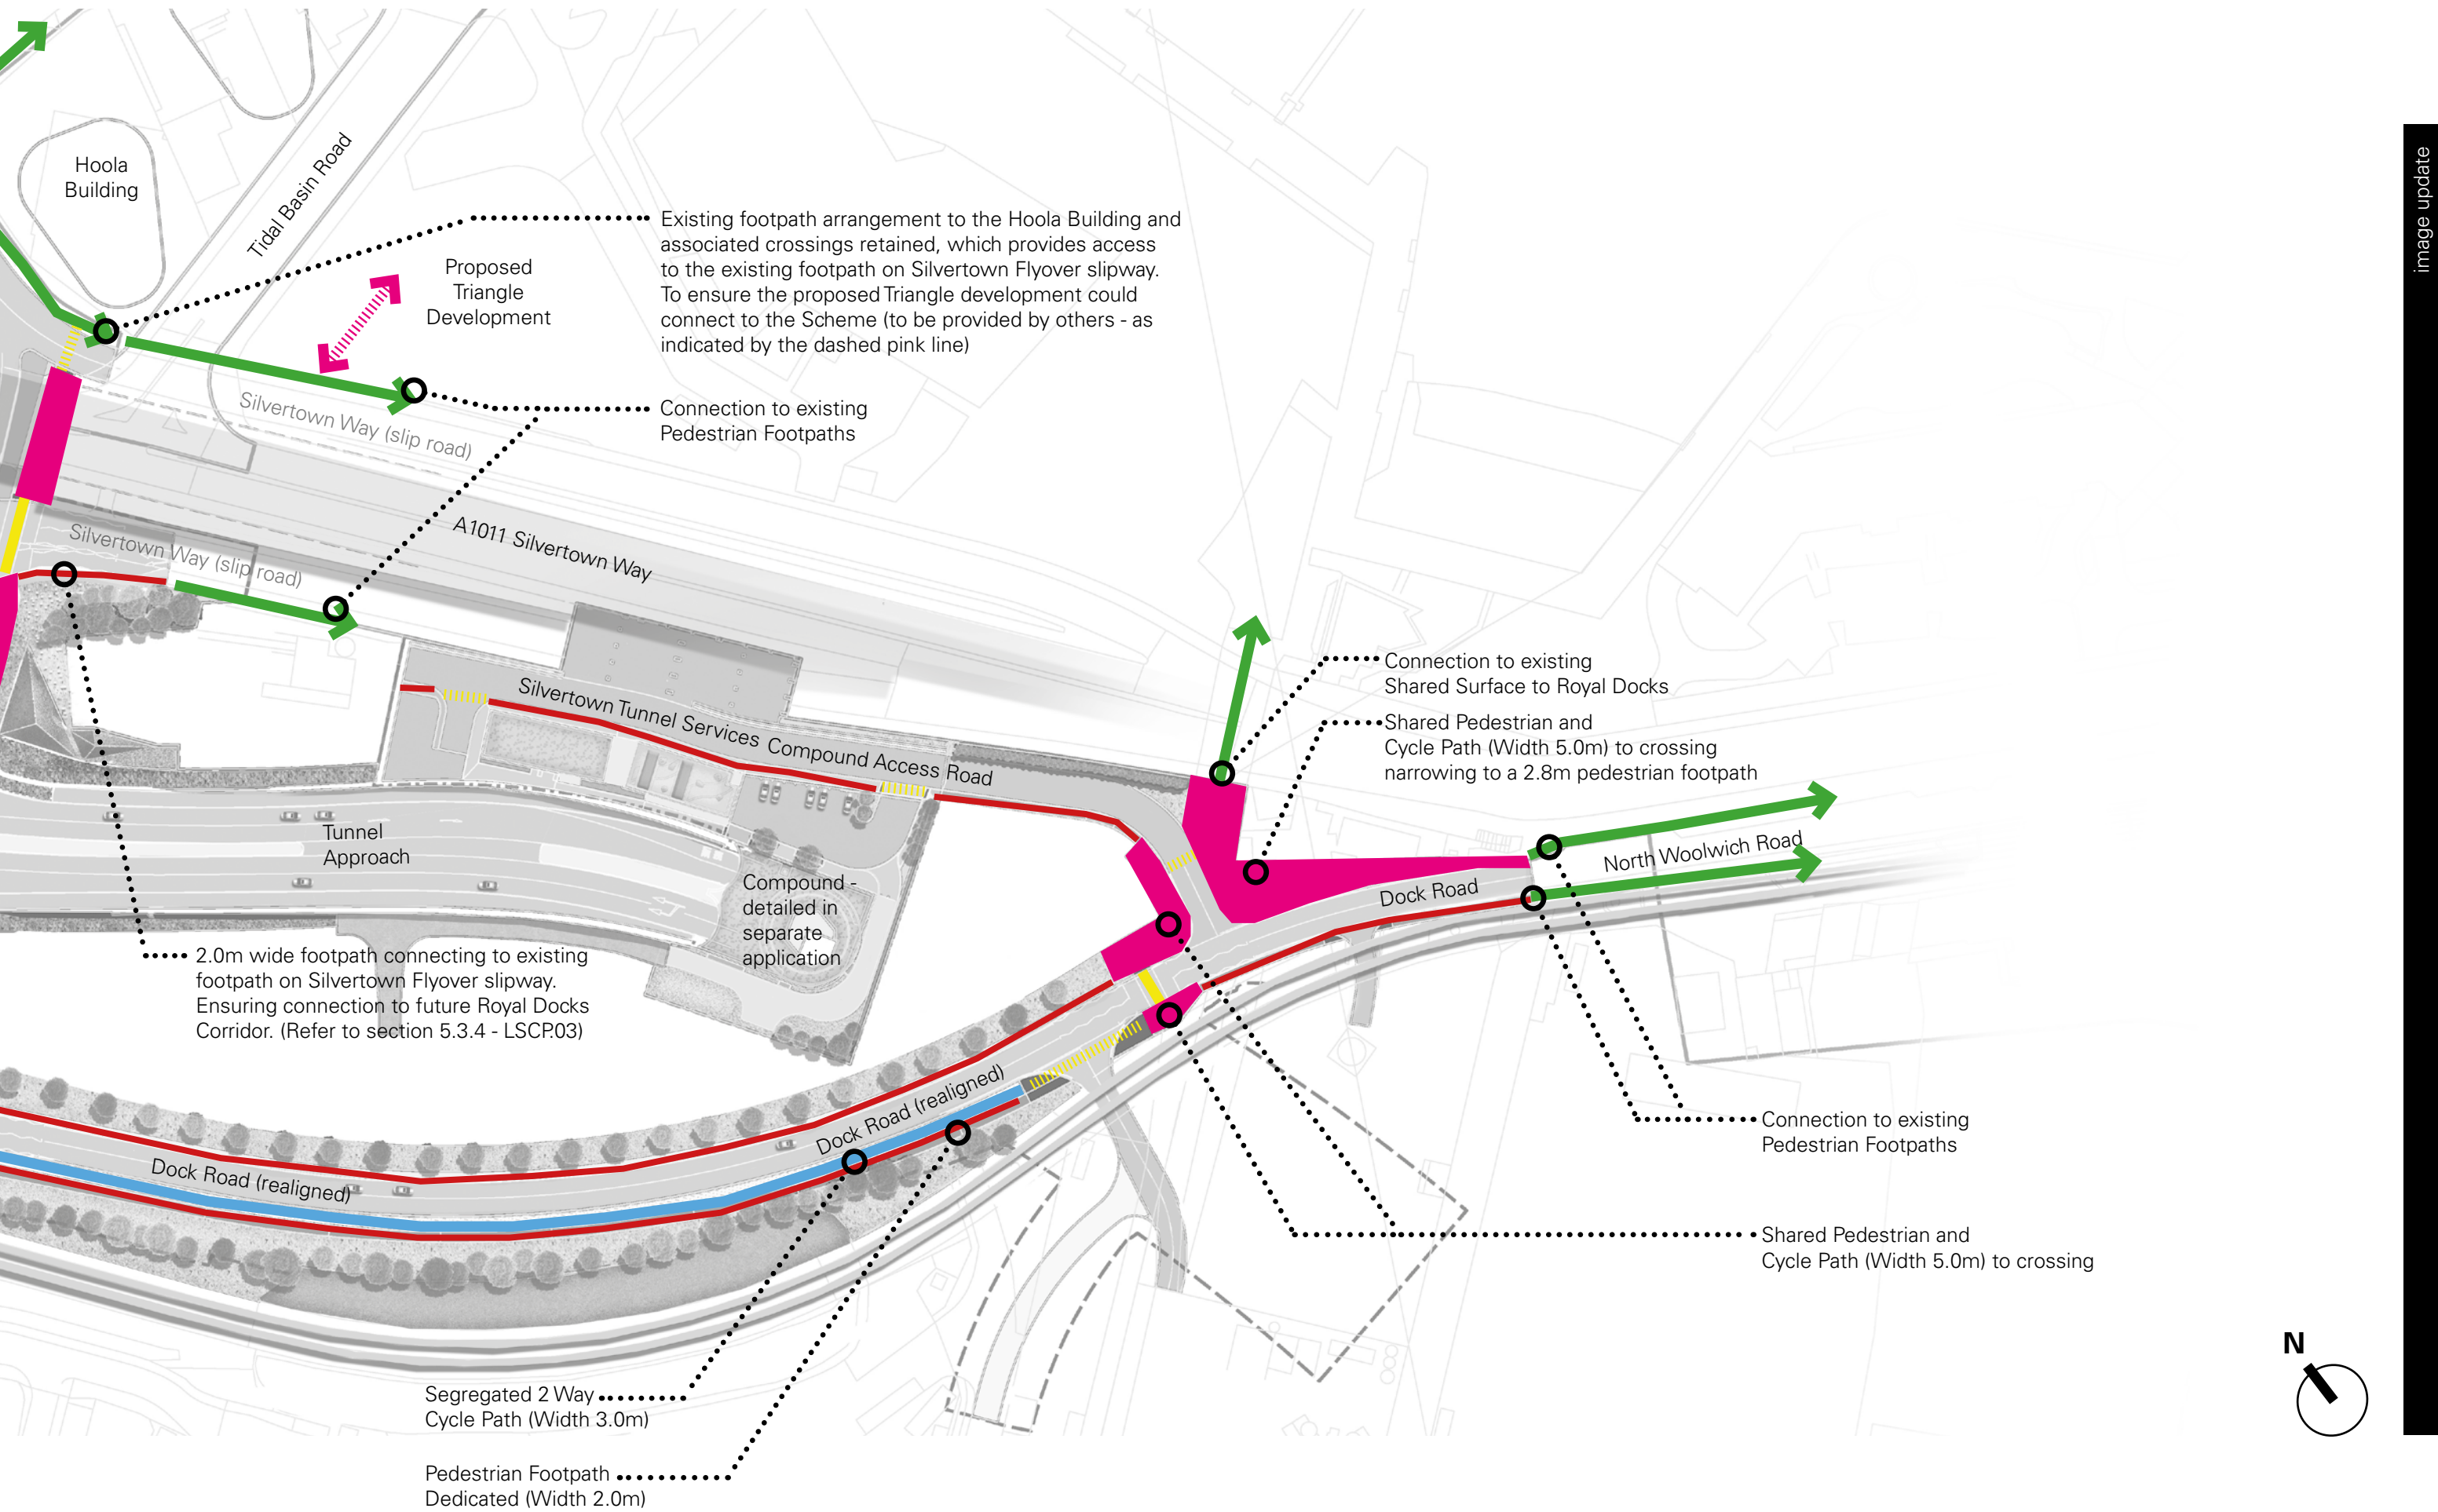 image update
Hoola
Building
Tidal Basin Road
Proposed
Triangle
Development
Existing footpath arrangement to the Hoola Building and
associated crossings retained, which provides access
to the existing footpath on Silvertown Flyover slipway.
To ensure the proposed Triangle development could
connect to the Scheme (to be provided by others - as
indicated by the dashed pink line)
Silvertown Way (slip road)
Connection to existing
Pedestrian Footpaths
A1011 Silvertown Way
Silvertown Way (slip road)
Connection to existing
Shared Surface to Royal Docks
Silvertown Tunnel Services Compound Access Road
Shared Pedestrian and
Cycle Path (Width 5.0m) to crossing
narrowing to a 2.8m pedestrian footpath
Tunnel
Approach
North Woolwich Road
Dock Road
Compound -
detailed in
separate
application
2.0m wide footpath connecting to existing
footpath on Silvertown Flyover slipway.
Ensuring connection to future Royal Docks
Corridor. (Refer to section 5.3.4 - LSCP.03)
Dock Road (realigned)
Dock Road (realigned)
Connection to existing
Pedestrian Footpaths
Shared Pedestrian and
Cycle Path (Width 5.0m) to crossing
N
Segregated 2 Way
Cycle Path (Width 3.0m)
Pedestrian Footpath
Dedicated (Width 2.0m)